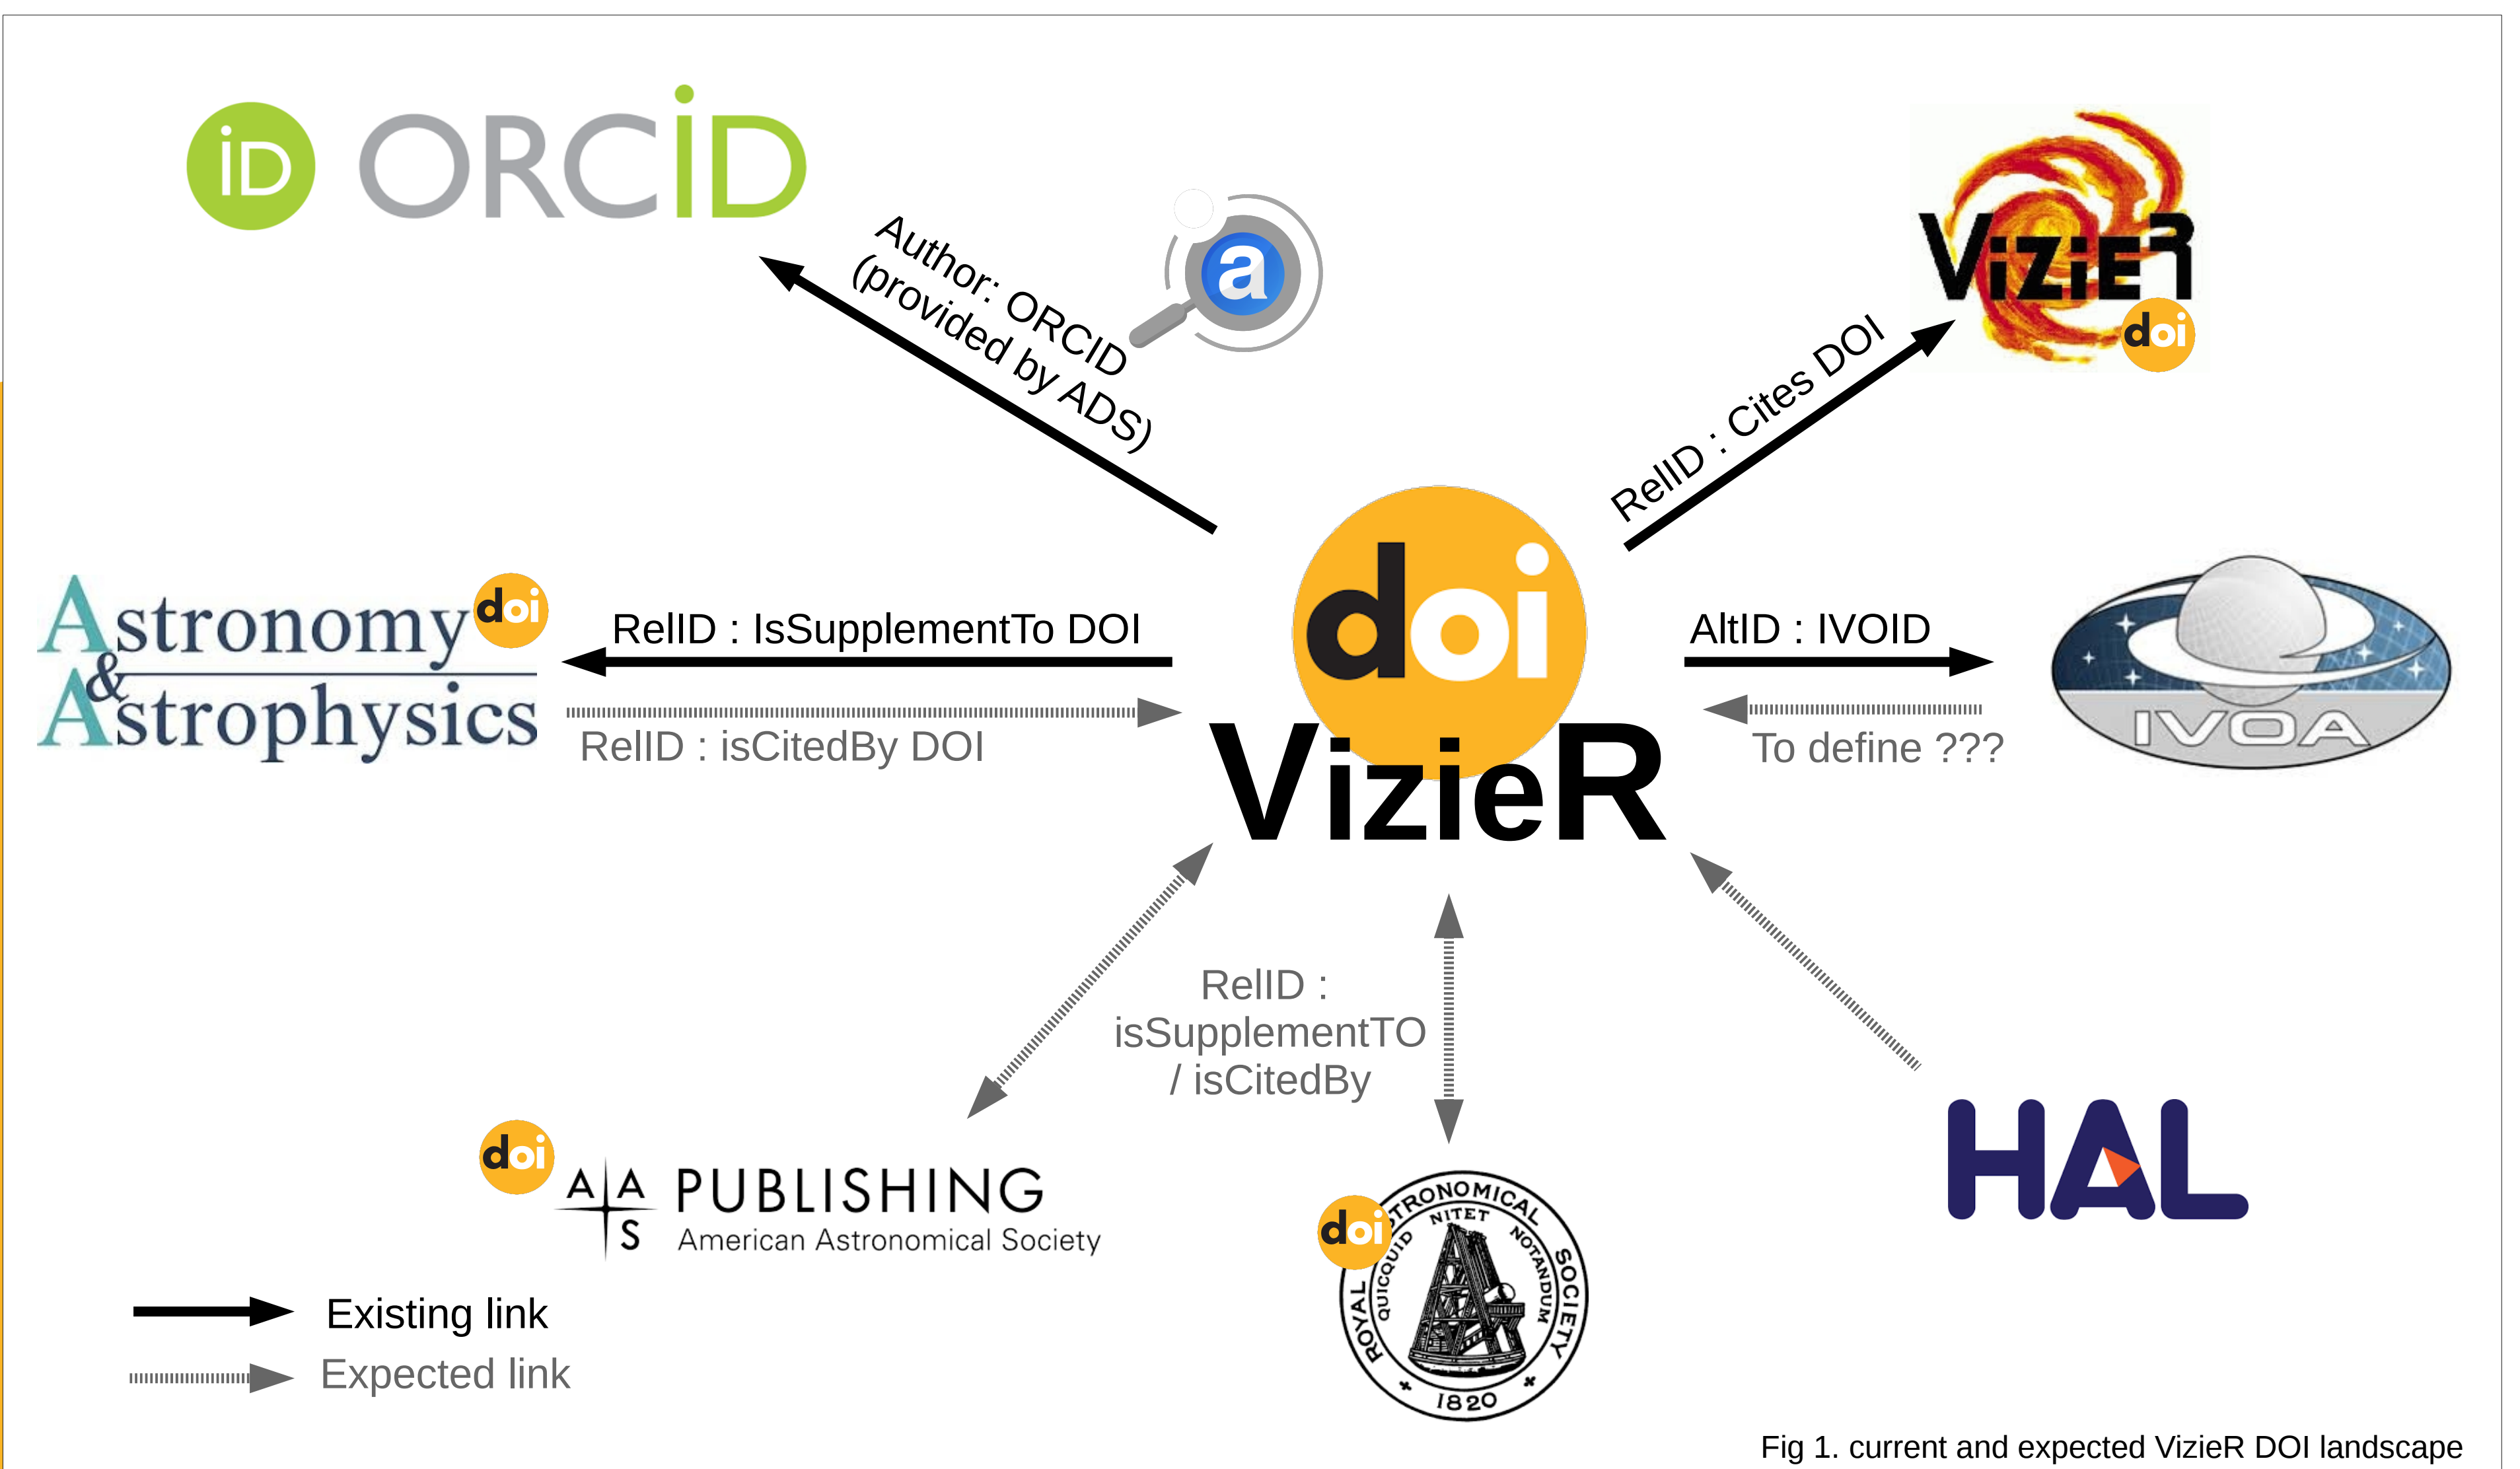 iD ORCID
a
Author: ORCID
(provided by ADS)
VizieR
doi
RelID : Cites DOI
Astronomy
doi
&
Astrophysics
RelID : IsSupplementTo DOI
RelID : isCitedBy DOI
doi
VizieR
AltID : IVOID
To define ???
IVOA
RelID :
isSupplementTO
/ isCitedBy
doi
AAS PUBLISHING
American Astronomical Society
doi
ROYAL ASTRONOMICAL SOCIETY
QUICQUID NITET NOTANDUM
1820
HAL
Existing link
Expected link
Fig 1. current and expected VizieR DOI landscape